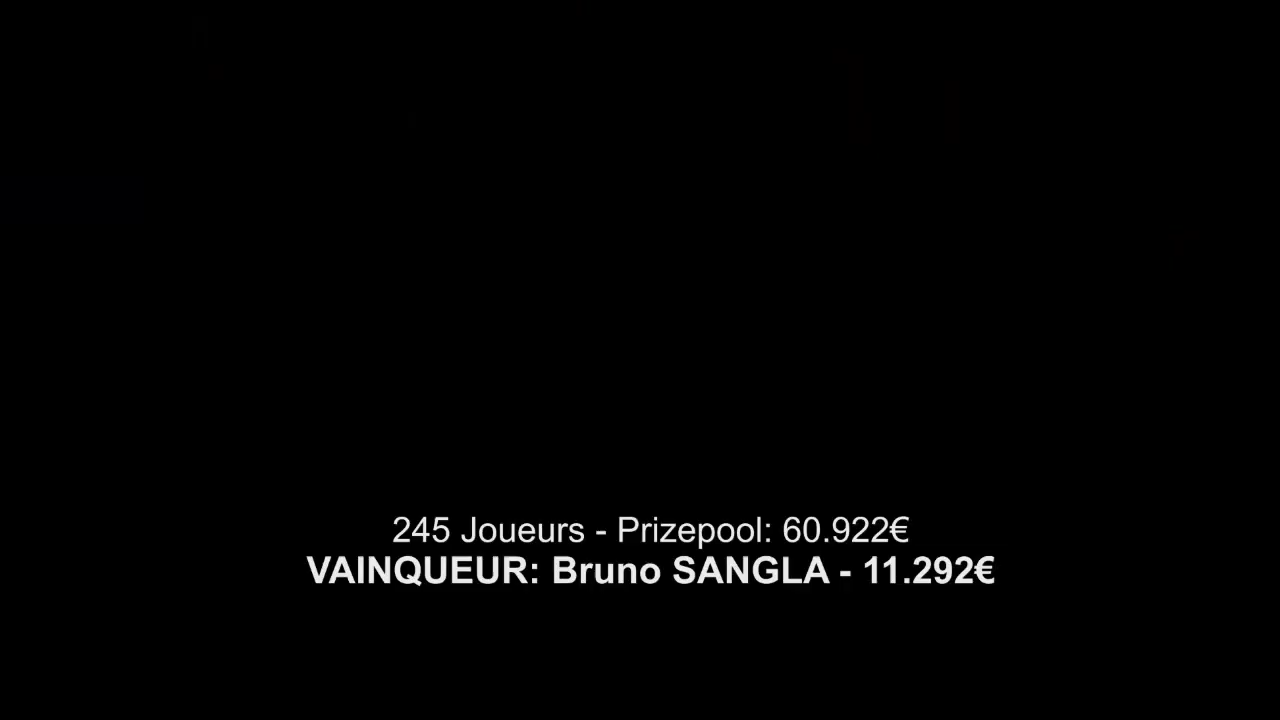 245 Joueurs - Prizepool: 60.922€
VAINQUEUR: Bruno SANGLA - 11.292€